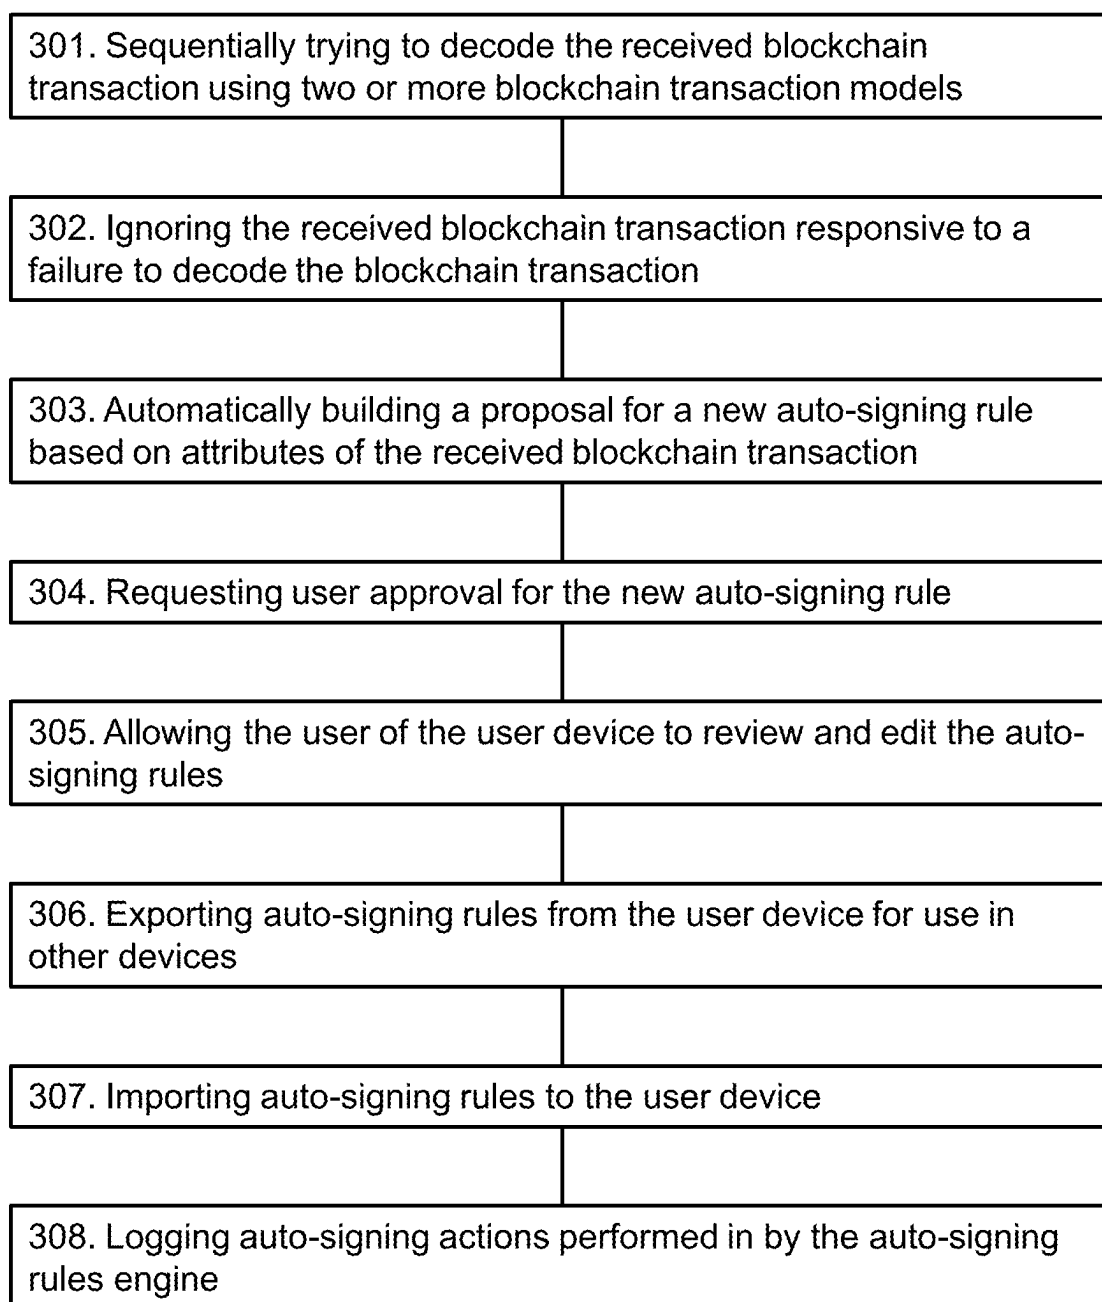 301. Sequentially trying to decode the received blockchain
transaction using two or more blockchain transaction models
302. Ignoring the received blockchain transaction responsive to a
failure to decode the blockchain transaction
303. Automatically building a proposal for a new auto-signing rule
based on attributes of the received blockchain transaction
304. Requesting user approval for the new auto-signing rule
305. Allowing the user of the user device to review and edit the auto-
signing rules
306. Exporting auto-signing rules from the user device for use in
other devices
307. Importing auto-signing rules to the user device
308. Logging auto-signing actions performed in by the auto-signing
rules engine